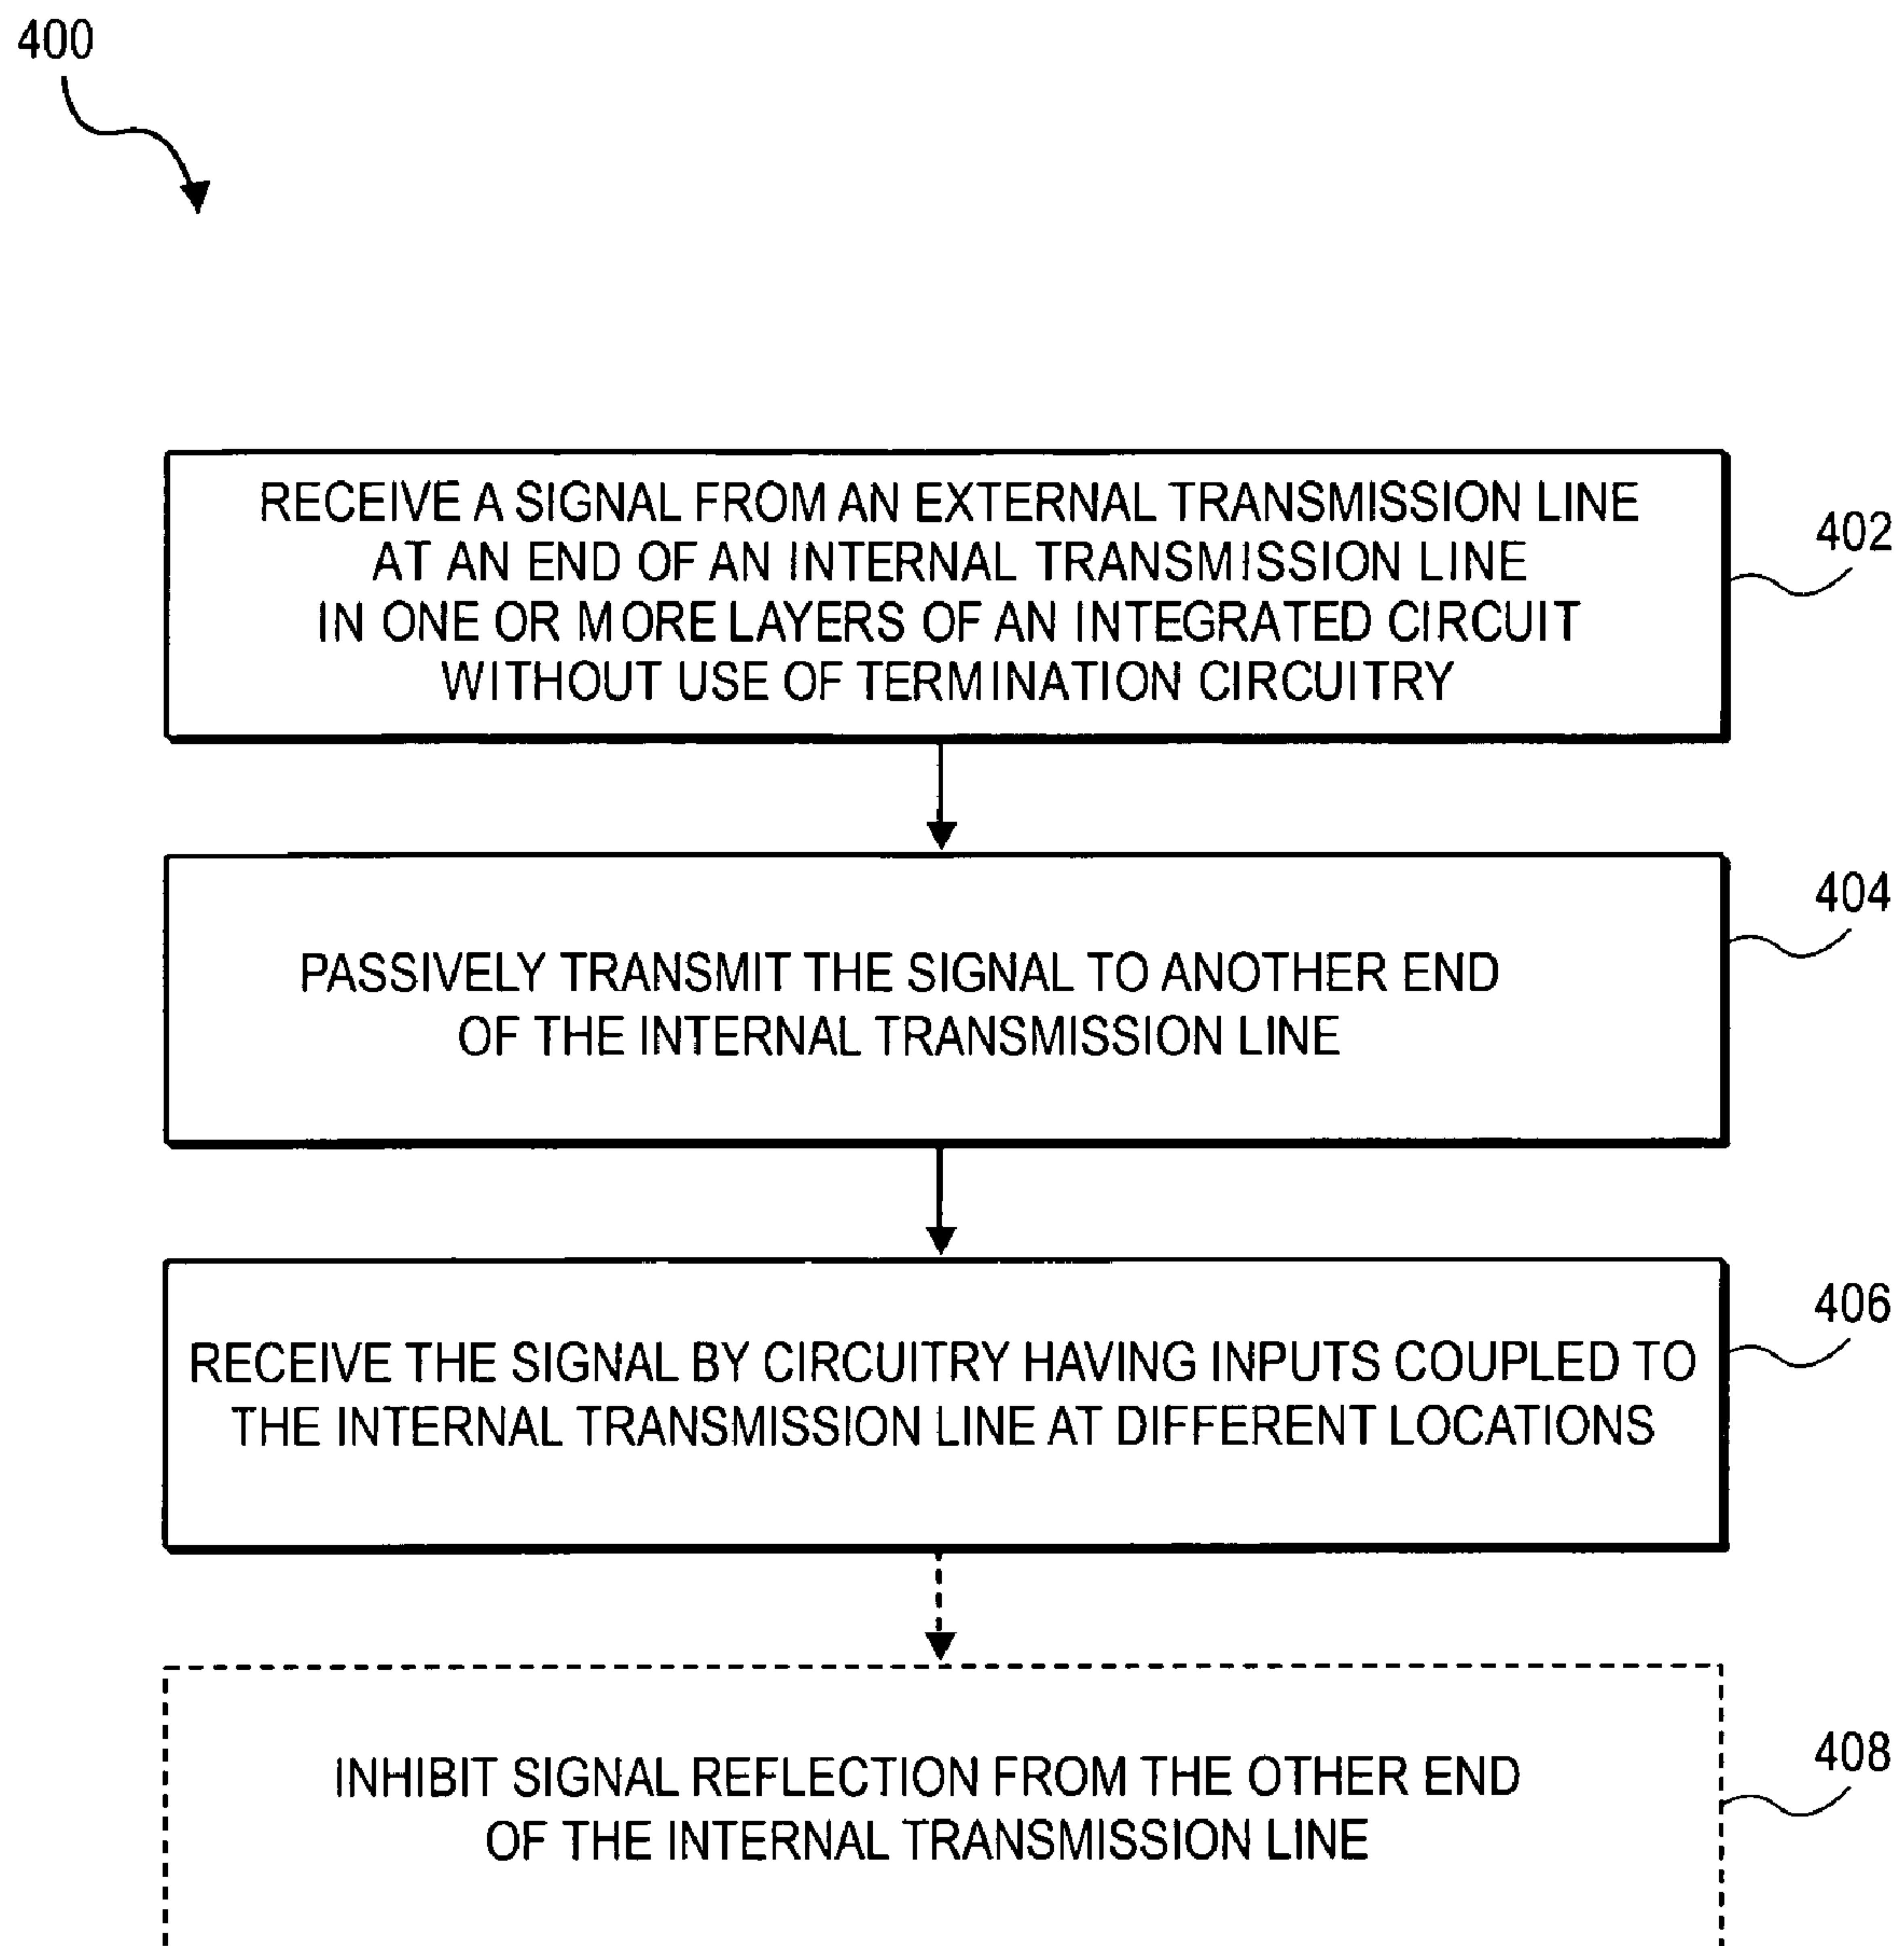 400
RECEIVE A SIGNAL FROM AN EXTERNAL TRANSMISSION LINE
AT AN END OF AN INTERNAL TRANSMISSION LINE
IN ONE OR MORE LAYERS OF AN INTEGRATED CIRCUIT
WITHOUT USE OF TERMINATION CIRCUITRY
402
PASSIVELY TRANSMIT THE SIGNAL TO ANOTHER END
OF THE INTERNAL TRANSMISSION LINE
404
RECEIVE THE SIGNAL BY CIRCUITRY HAVING INPUTS COUPLED TO
THE INTERNAL TRANSMISSION LINE AT DIFFERENT LOCATIONS
406
INHIBIT SIGNAL REFLECTION FROM THE OTHER END
OF THE INTERNAL TRANSMISSION LINE
408